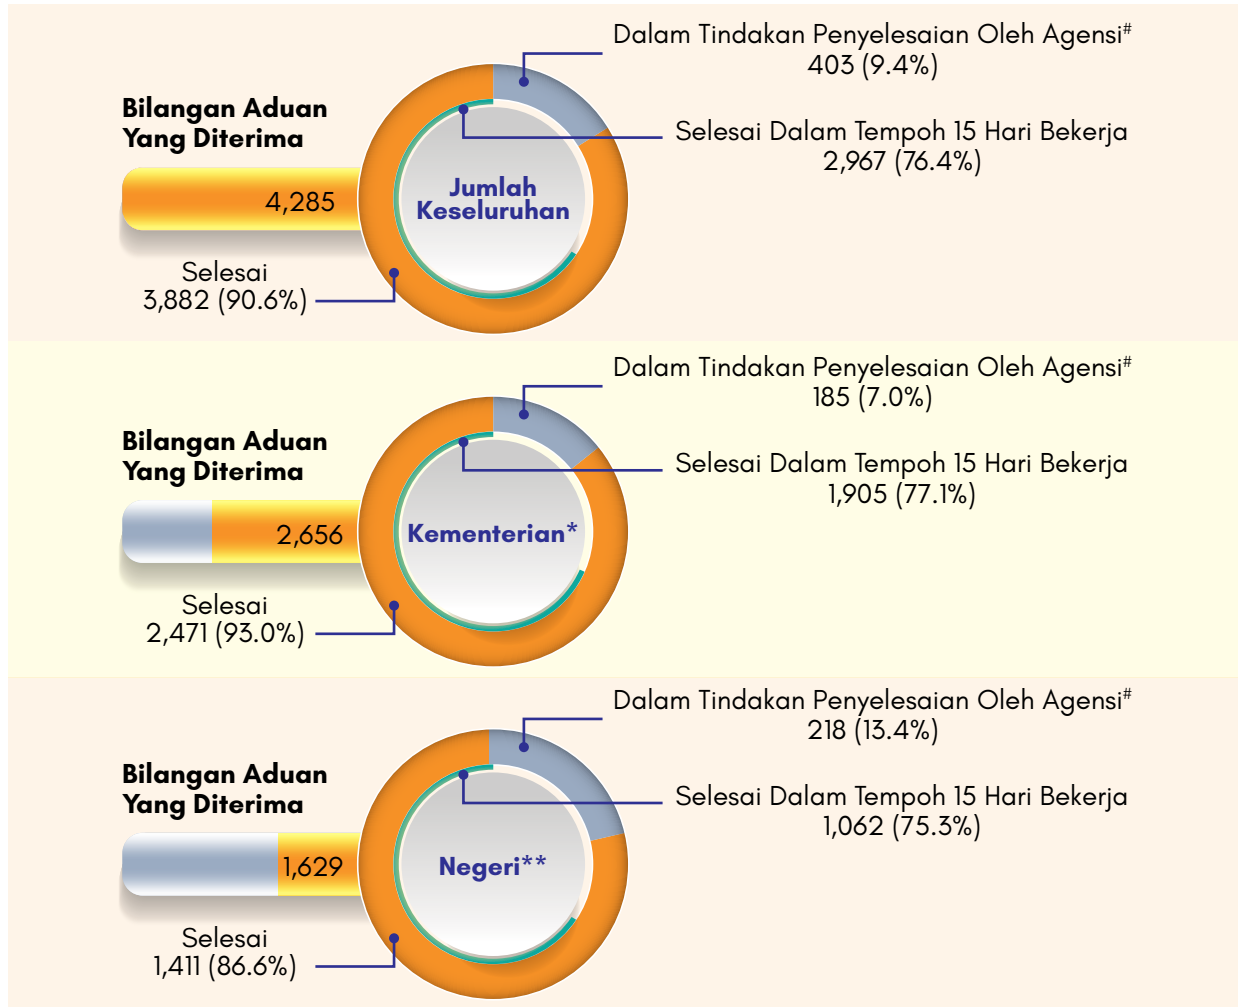 Dalam Tindakan Penyelesaian Oleh Agensi#
403 (9.4%)
Bilangan Aduan
Yang Diterima
Selesai Dalam Tempoh 15 Hari Bekerja
2,967 (76.4%)
4,285
Jumlah
Keseluruhan
Selesai
3,882 (90.6%)
Dalam Tindakan Penyelesaian Oleh Agensi#
185 (7.0%)
Bilangan Aduan
Yang Diterima
Selesai Dalam Tempoh 15 Hari Bekerja
1,905 (77.1%)
2,656
Kementerian*
Selesai
2,471 (93.0%)
Dalam Tindakan Penyelesaian Oleh Agensi#
218 (13.4%)
Bilangan Aduan
Yang Diterima
Selesai Dalam Tempoh 15 Hari Bekerja
1,062 (75.3%)
1,629
Negeri**
Selesai
1,411 (86.6%)